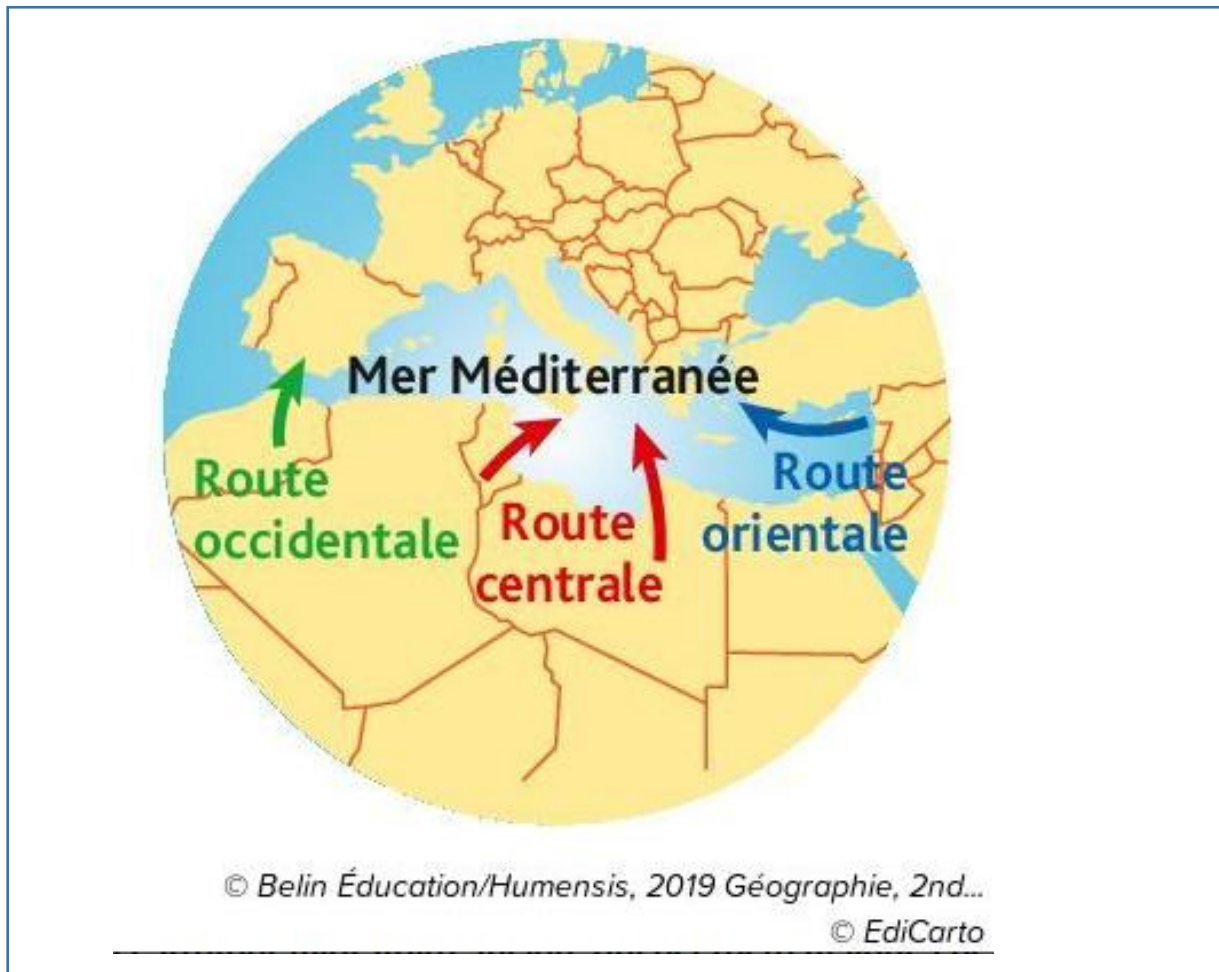 Mer Méditerranée
Route
occidentale
Route
centrale
Route
orientale
© Belin Éducation/Humensis, 2019 Géographie, 2nd...
© EdiCarto